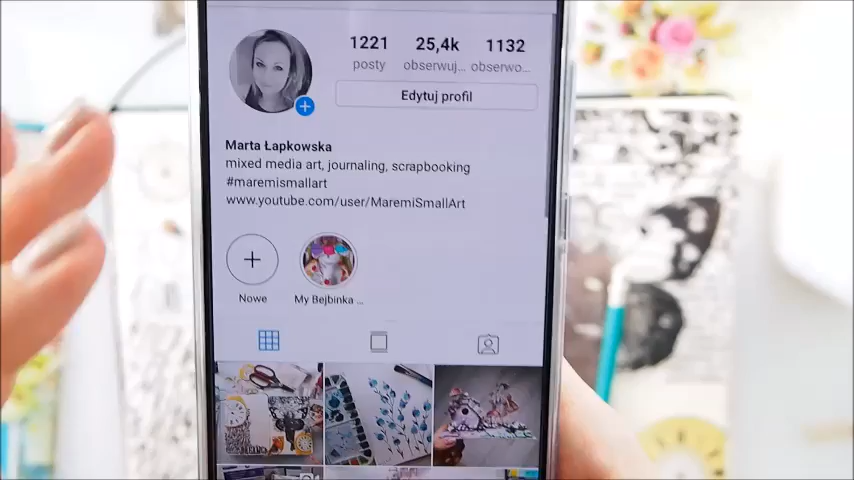 1221 25,4k 1132
posty obserwuj... obserwo...
Edytuj profil
Marta Łapkowska
mixed media art, journaling, scrapbooking
#maremismallart
www.youtube.com/user/MaremiSmallArt
Nowe My Bejbinka ...